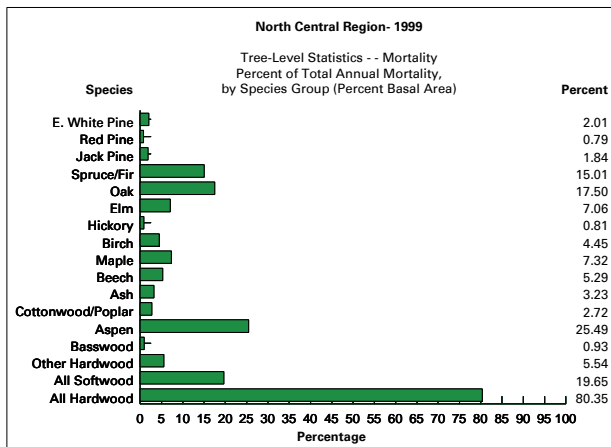 North Central Region- 1999
Tree-Level Statistics - - Mortality
Percent of Total Annual Mortality,
by Species Group (Percent Basal Area)
Species Percent
E. White Pine 2.01
Red Pine 0.79
Jack Pine 1.84
Spruce/Fir 15.01
Oak 17.50
Elm 7.06
Hickory 0.81
Birch 4.45
Maple 7.32
Beech 5.29
Ash 3.23
Cottonwood/Poplar 2.72
Aspen 25.49
Basswood 0.93
Other Hardwood 5.54
All Softwood 19.65
All Hardwood 80.35
0 5 10 15 20 25 30 35 40 45 50 55 60 65 70 75 80 85 90 95 100
Percentage